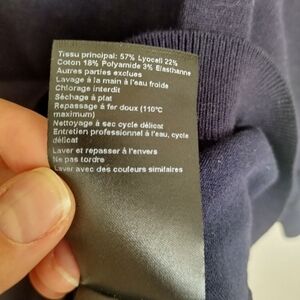 Tissu principal: 57% Lyocell 22%
Coton 18% Polyamide 3% Elasthanne
Autres parties exclues
Lavage à la main à l'eau froide
Chlorage interdit
Séchage à plat
Repassage à fer doux (110°C
maximum)
Nettoyage à sec cycle délicat
Entretien professionnel à l'eau, cycle
délicat
Laver et repasser à l'envers
Ne pas tordre
Laver avec des couleurs similaires